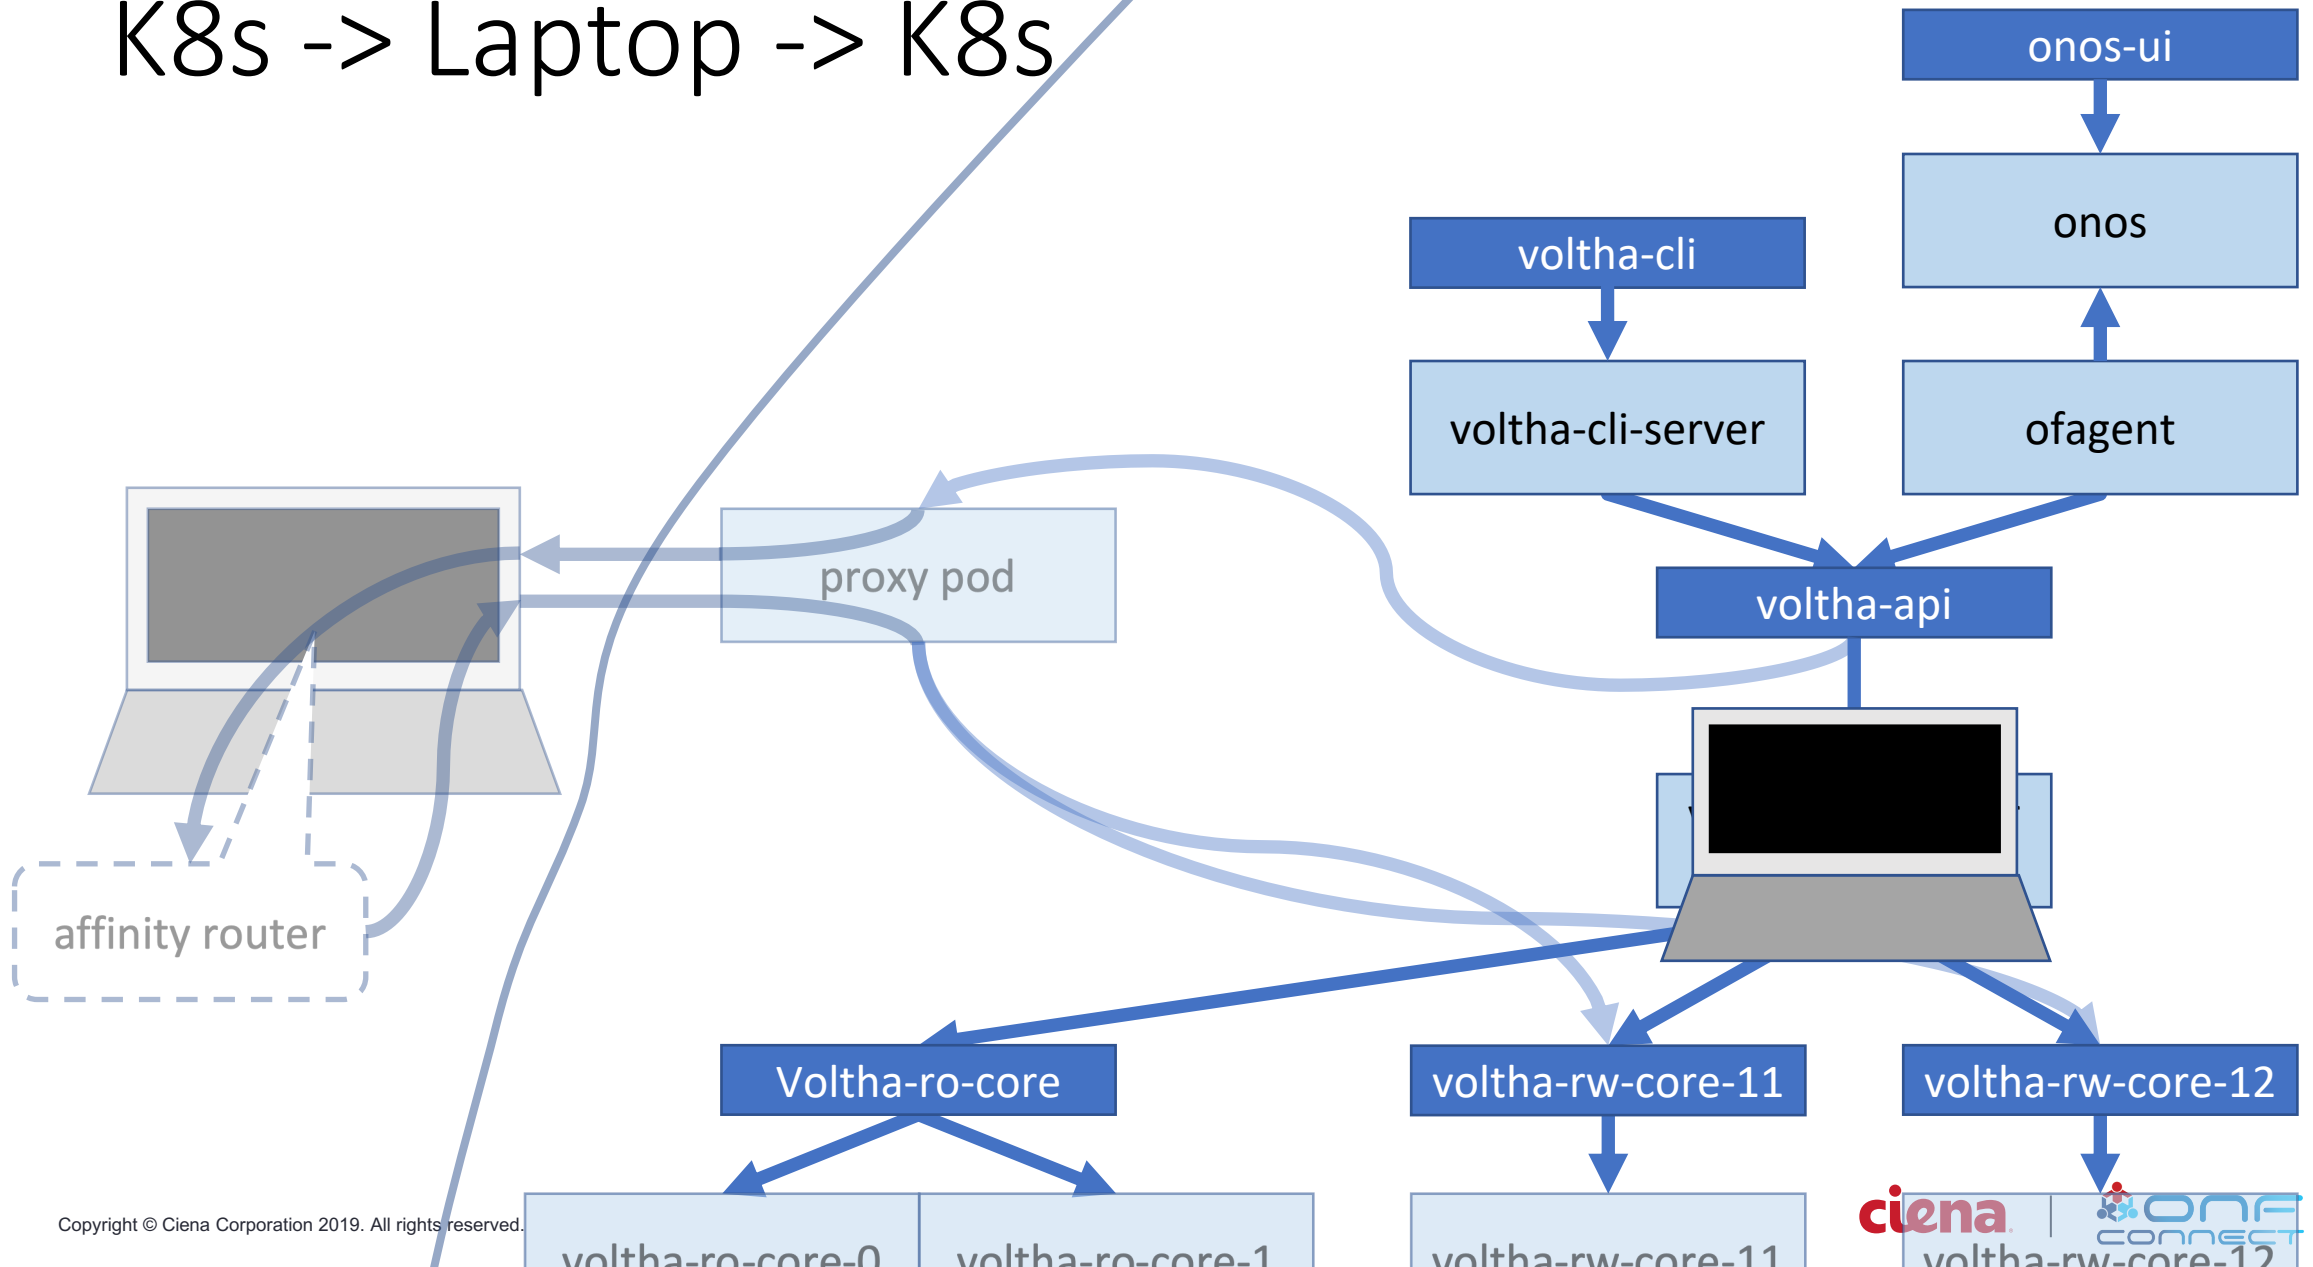 K8s -> Laptop -> K8s
onos-ui
onos
voltha-cli
voltha-cli-server
ofagent
proxy pod
voltha-api
affinity router
Voltha-ro-core
voltha-rw-core-11
voltha-rw-core-12
Copyright © Ciena Corporation 2019. All rights reserved.
ciena
ONF
CONNECT
voltha-ro-core-0
voltha-ro-core-1
voltha-rw-core-11
voltha-rw-core-12